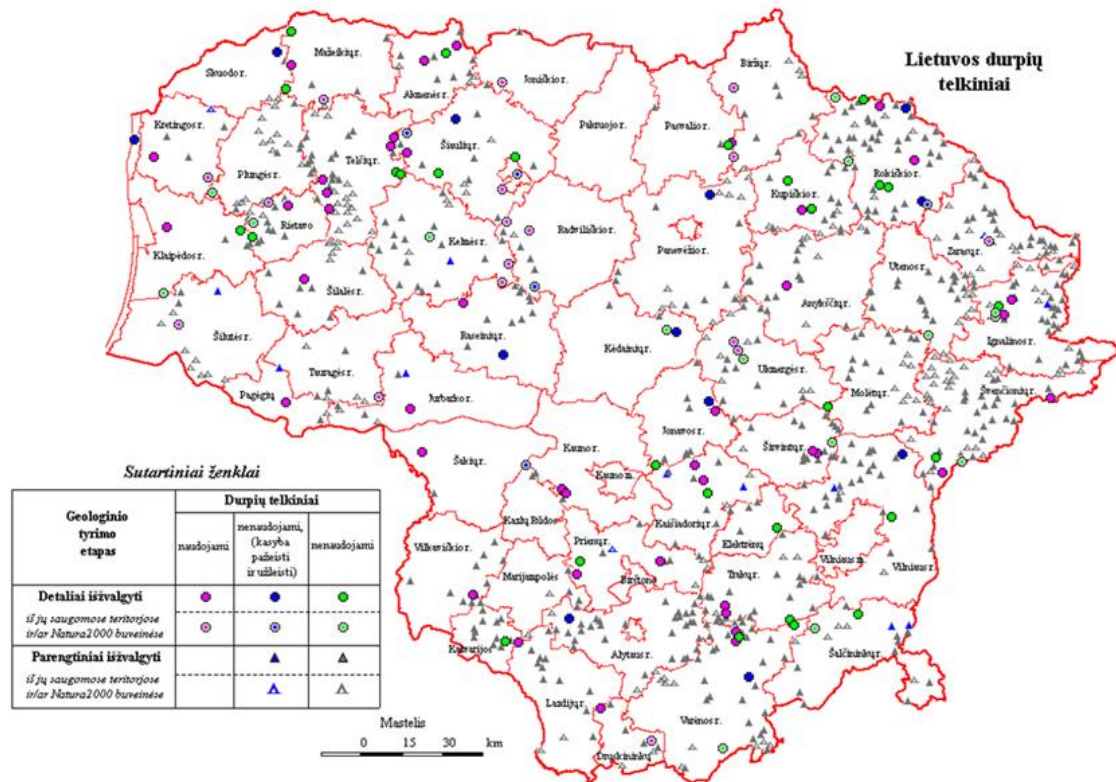 Lietuvos durpių
telkiniai
Mažeikių r.
Skuodo r.
Akmenės r.
Joniškio r.
Biržų r.
Kretingos r.
Pakruojo r.
Pasvalio r.
Šiaulių r.
Telšių r.
Plungės r.
Rokiškio r.
Kupiškio r.
Rietavo
Kelmės r.
Radviliškio r.
Panevėžio r.
Zarasų r.
Klaipėdos r.
Utenos r.
Šilalės r.
Anykščių r.
Šilutės r.
Raseinių r.
Kėdainių r.
Ignalinos r.
Tauragės r.
Ukmergės r.
Molėtų r.
Švenčionių r.
Pagėgių
Jurbarko r.
Jonavos r.
Širvintų r.
Kauno r.
Šakių r.
Kauno m.
Kazlų Rūdos
Kaišiadorių r.
Elektrėnų
Vilkaviškio r.
Prienų r.
Vilniaus m.
Vilniaus r.
Marijampolės
Birštono
Trakų r.
Kalvarijos
Alytaus r.
Šalčininkų r.
Lazdijų r.
Varėnos r.
Druskininkų
Mastelis
0 15 30 km
Sutartiniai ženklai
Geologinio
tyrimo
etapas
Durpių telkiniai
naudojami
nenaudojami,
(kasyba
pažeisti
ir užleisti)
nenaudojami
Detaliai išžvalgyti
iš jų saugomose teritorjose
ir/ar Natura2000 buveinėse
Parengtiniai išžvalgyti
iš jų saugomose teritorjose
ir/ar Natura2000 buveinėse